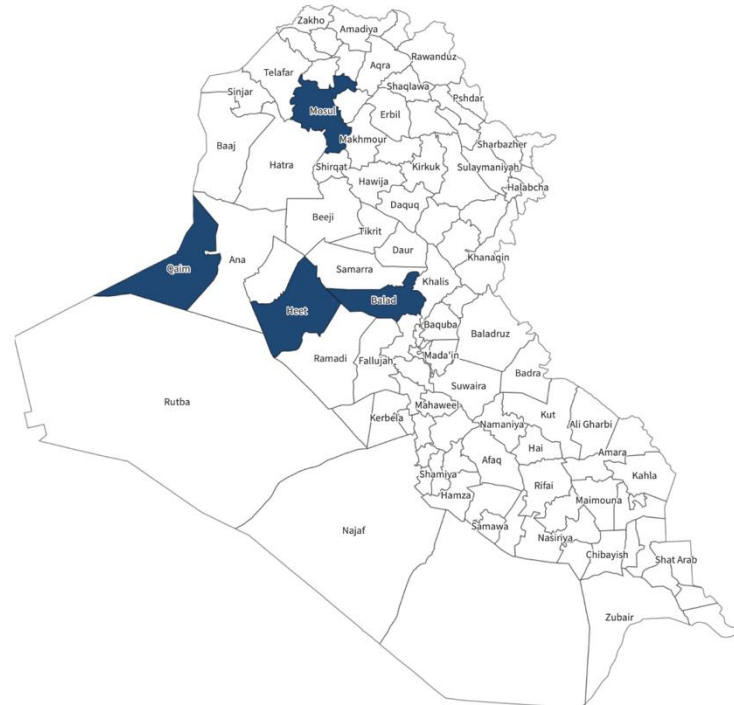 Zakho
Amadiya
Rawanduz
Aqra
Telafar
Shaqlawa
Sinjar
Pshdar
Mosul
Erbil
Makhmour
Sharbazher
Baaj
Hatra
Shirqat
Kirkuk
Sulaymaniyah
Hawija
Halabcha
Daquq
Beeji
Tikrit
Daur
Khanaqin
Ana
Qaim
Samarra
Khalis
Balad
Heet
Baquba
Baladruz
Ramadi
Fallujah
Mada'in
Badra
Suwaira
Rutba
Mahaweel
Kerbela
Kut
Namaniya
Ali Gharbi
Hai
Amara
Afaq
Shamiya
Rifai
Kahla
Hamza
Maimouna
Samawa
Najaf
Nasiriya
Chibayish
Shat Arab
Zubair